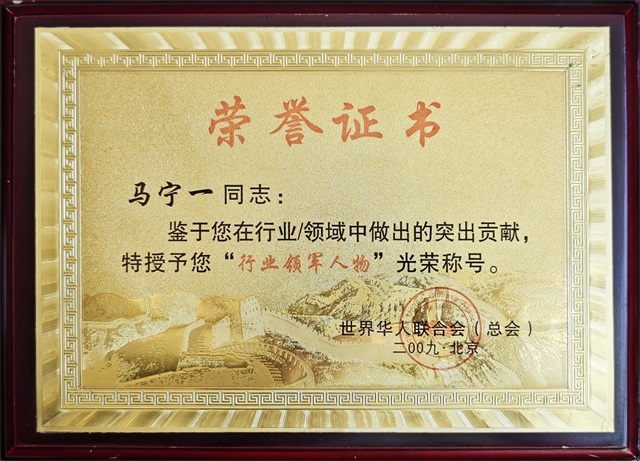 荣誉证书
马宁一同志：
鉴于您在行业/领域中做出的突出贡献，
特授予您“行业领军人物”光荣称号。
世界华人联合会（总会）
二00九·北京